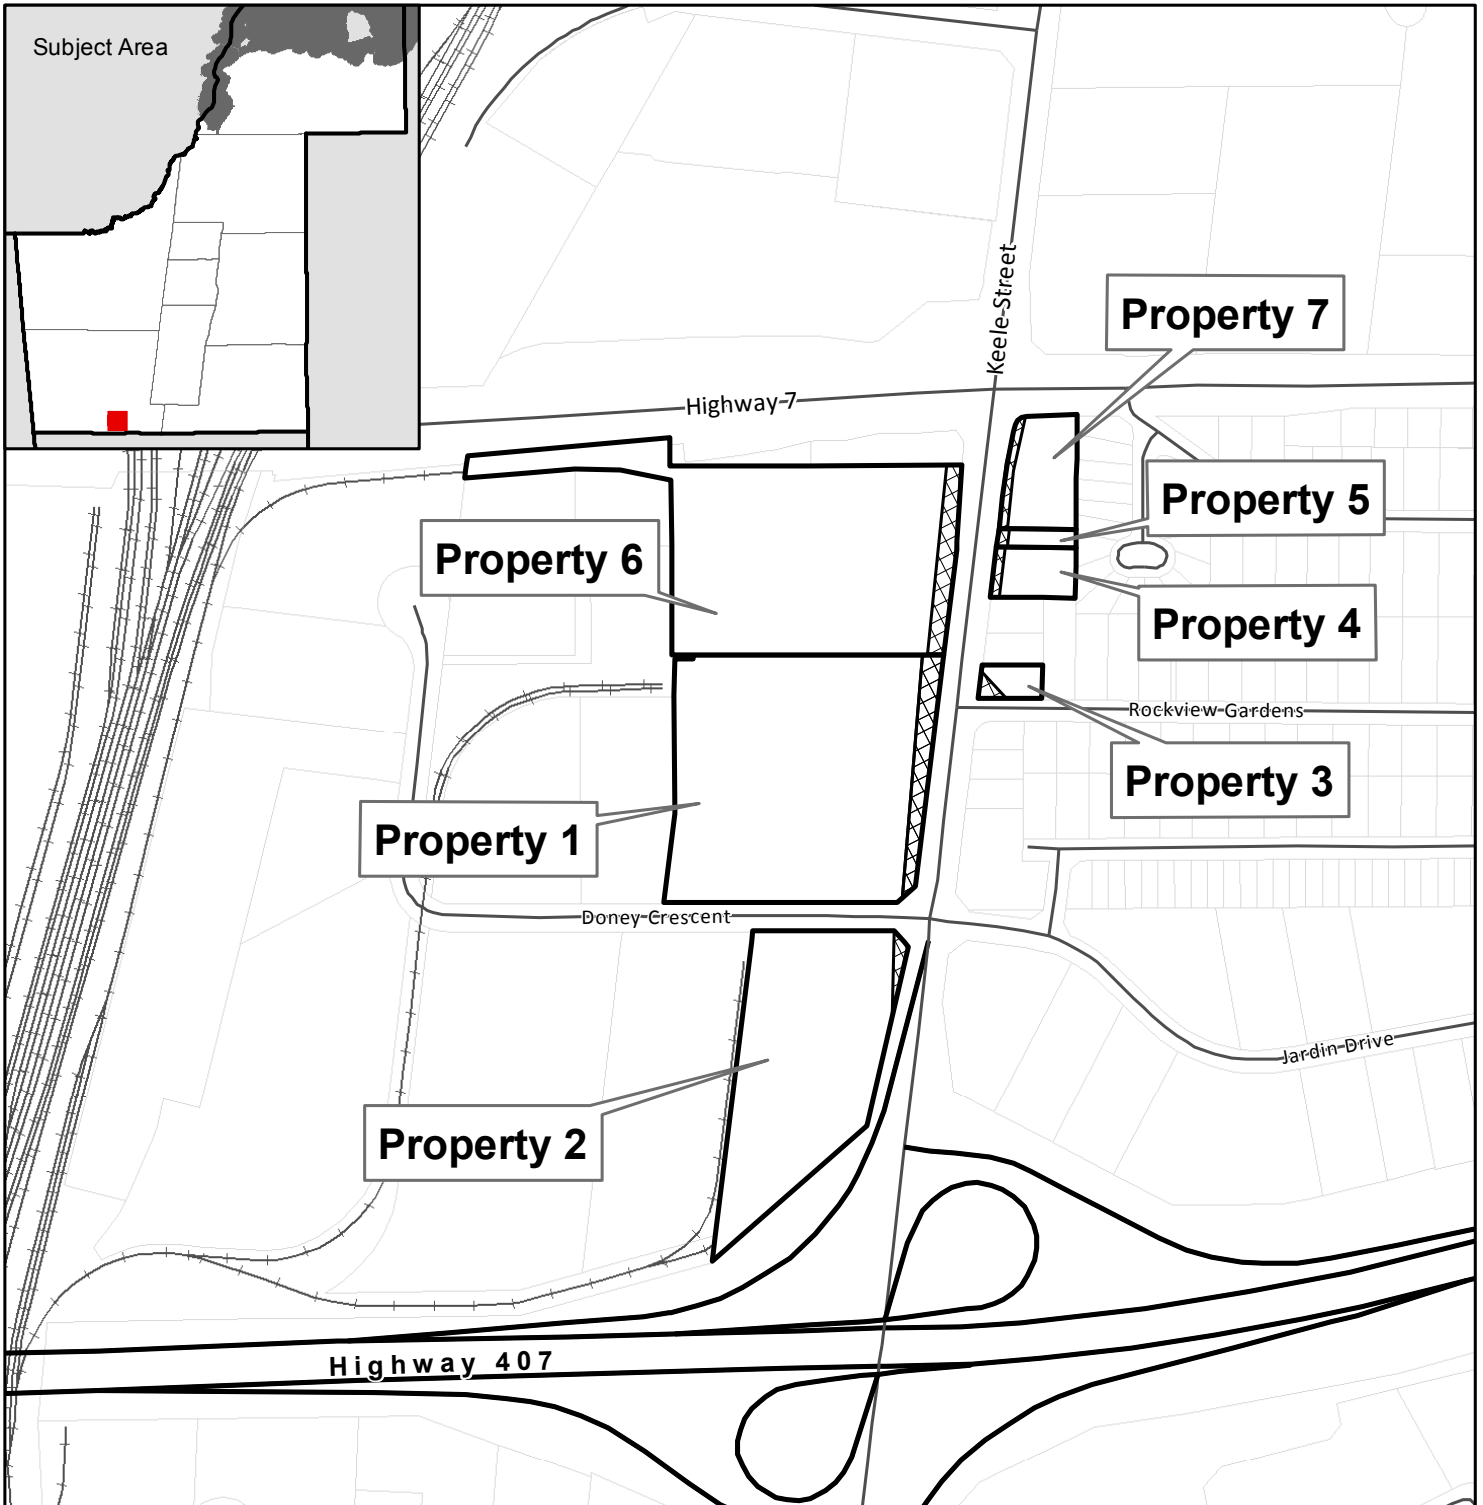 Subject Area
Keele Street
Property 7
Highway 7
Property 5
Property 6
Property 4
Rockview Gardens
Property 3
Property 1
Doney Crescent
Jardin Drive
Property 2
Highway 407